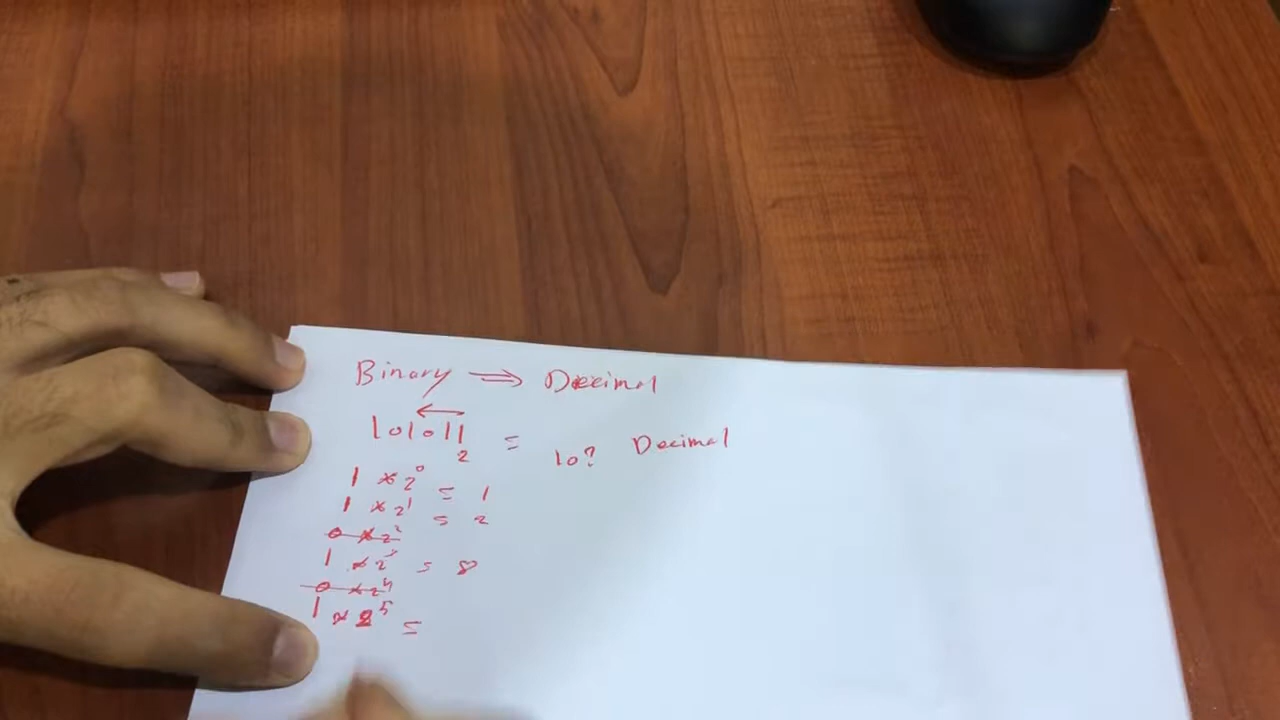 Binary ⇒ Decimal
←
101011₂ = 10? Decimal
1 × 2⁰ = 1
1 × 2¹ = 2
0 × 2²
1 × 2³ = 8
0 × 2⁴
1 × 2⁵ =